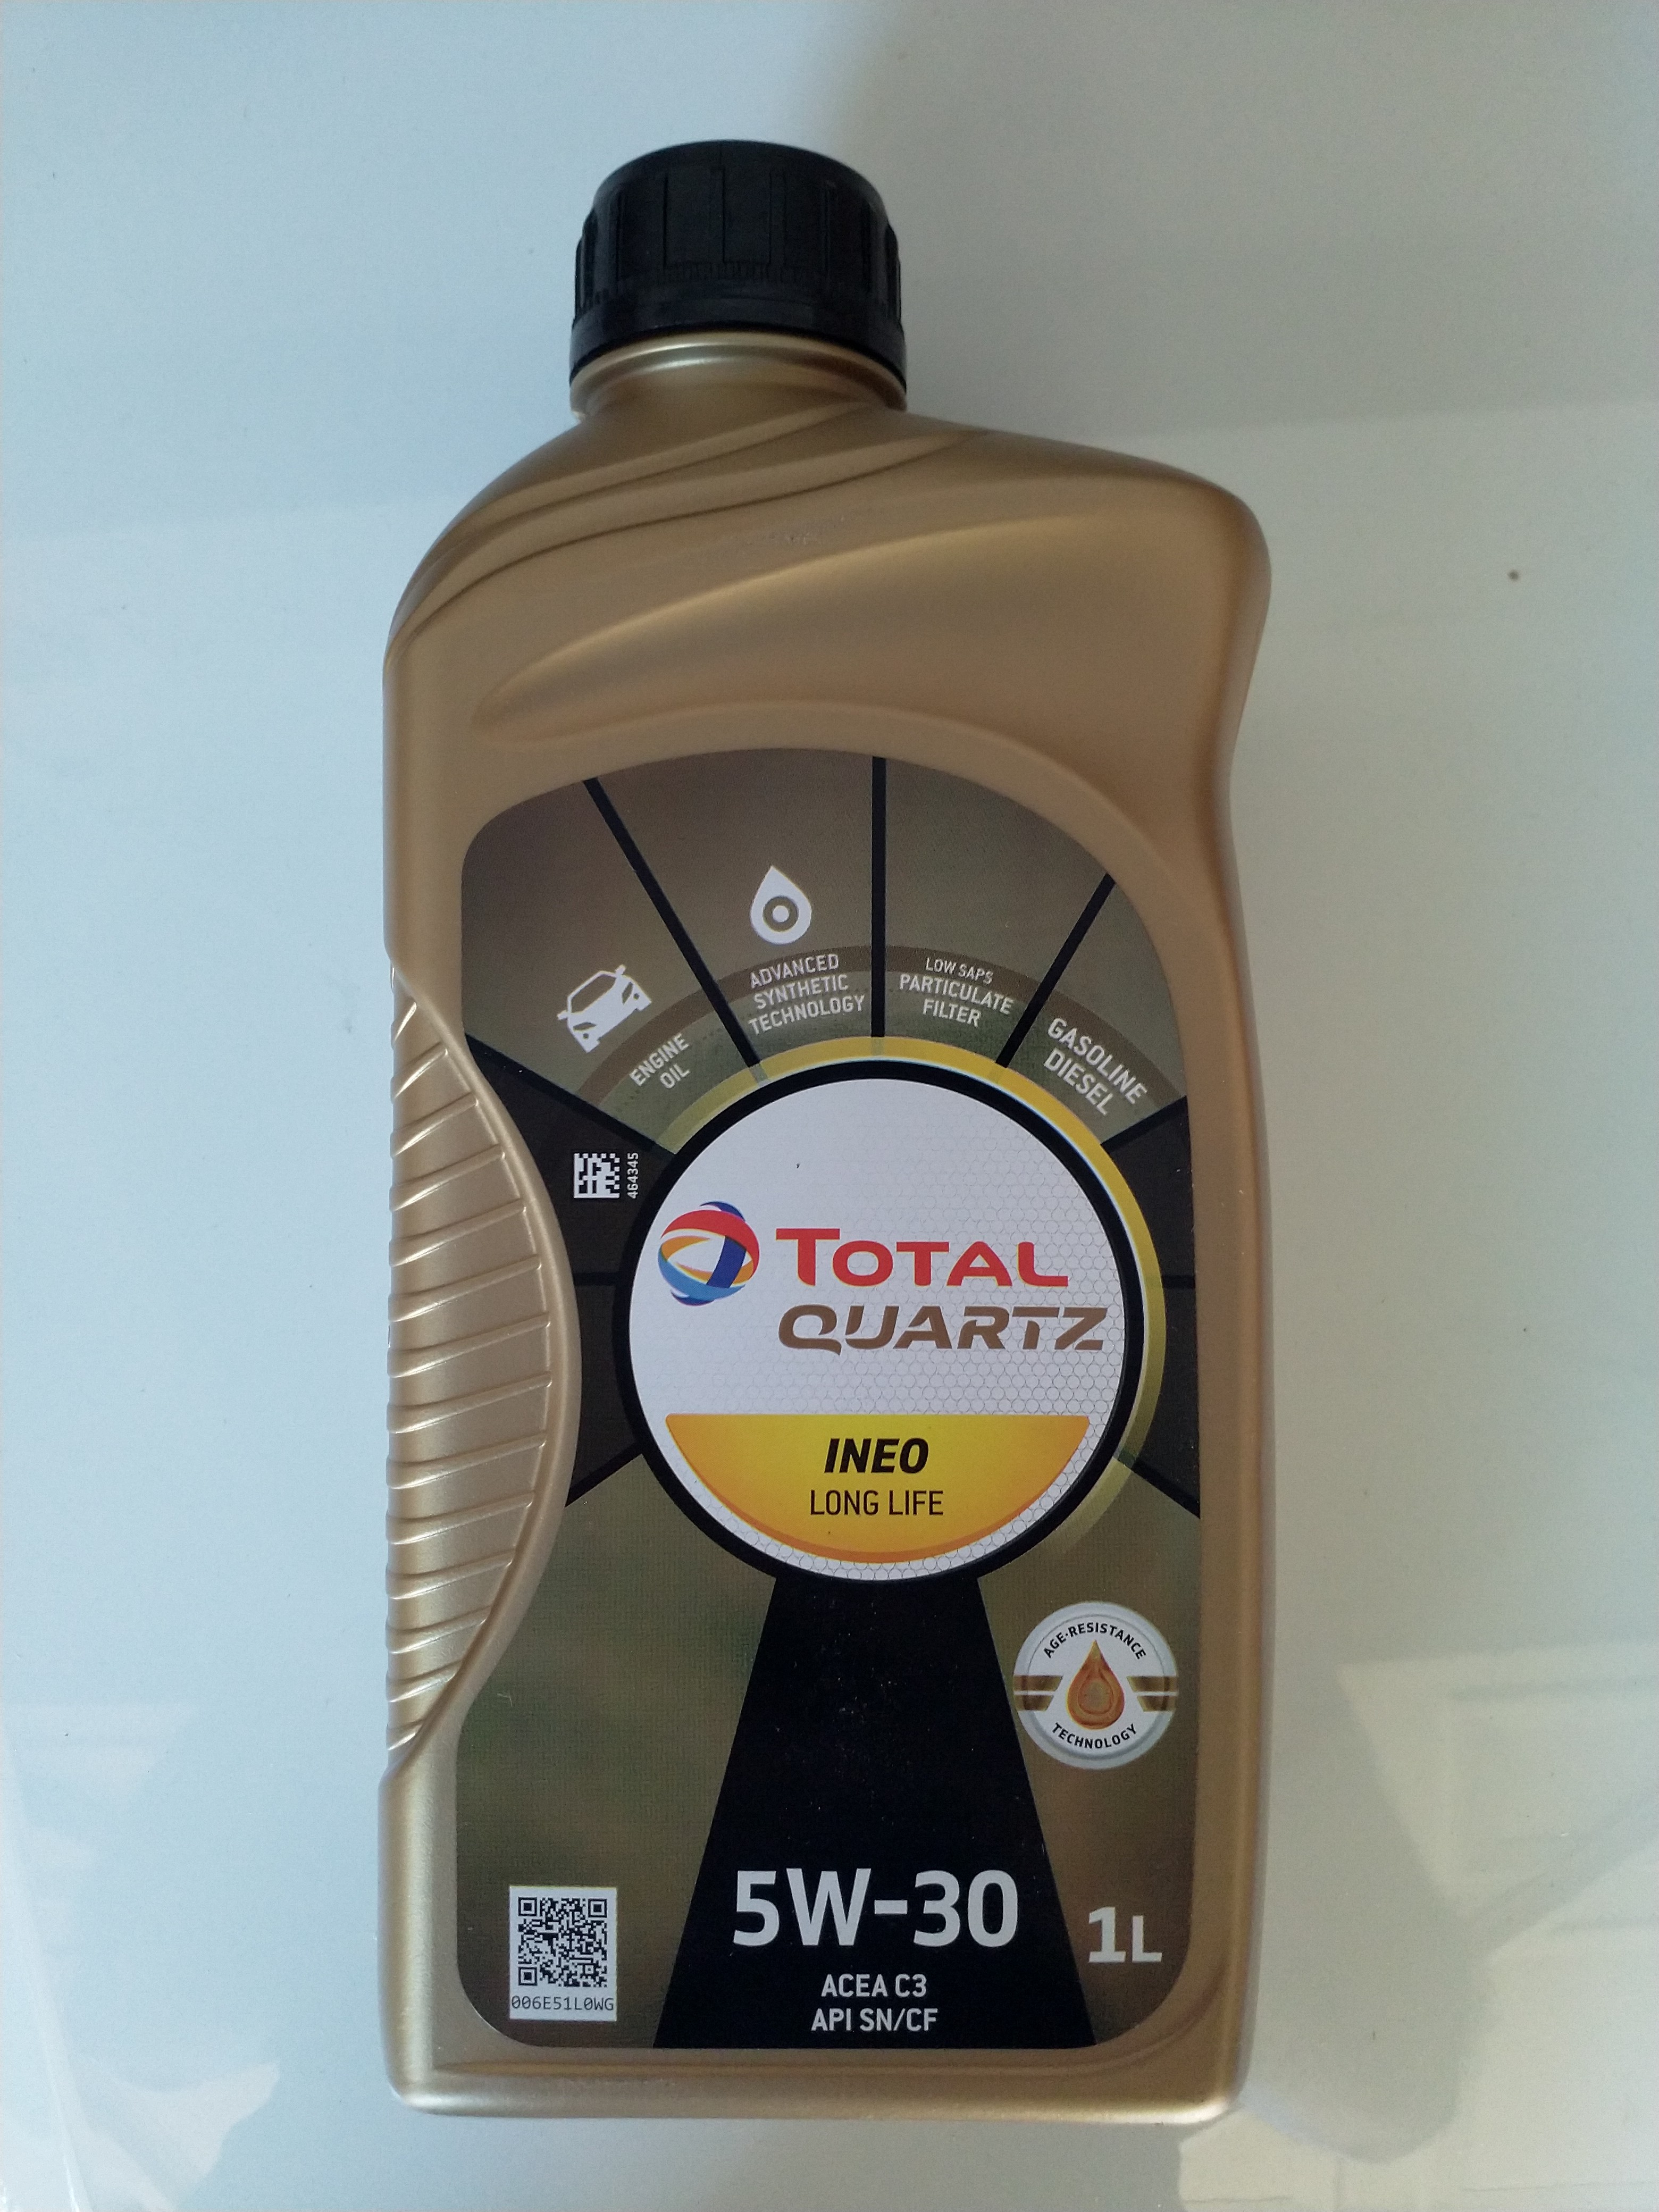 ENGINE
OIL
ADVANCED
SYNTHETIC
TECHNOLOGY
LOW SAPS
PARTICULATE
FILTER
GASOLINE
DIESEL
464345
TOTAL
QUARTZ
INEO
LONG LIFE
AGE-RESISTANCE
TECHNOLOGY
5W-30
1L
ACEA C3
API SN/CF
006E51L0WG